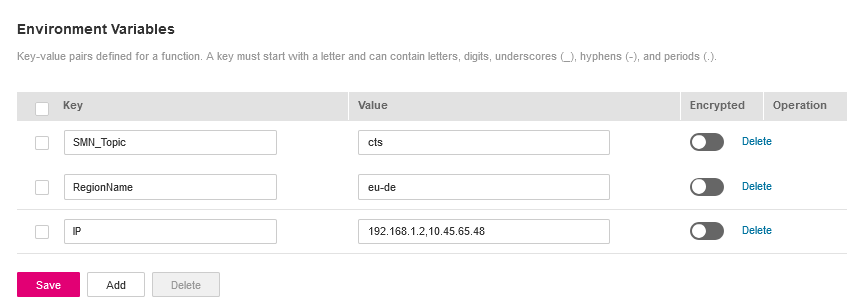 Environment Variables
Key-value pairs defined for a function. A key must start with a letter and can contain letters, digits, underscores (_), hyphens (-), and periods (.).
Key Value Encrypted Operation
SMN_Topic cts Delete
RegionName eu-de Delete
IP 192.168.1.2,10.45.65.48 Delete
Save Add Delete